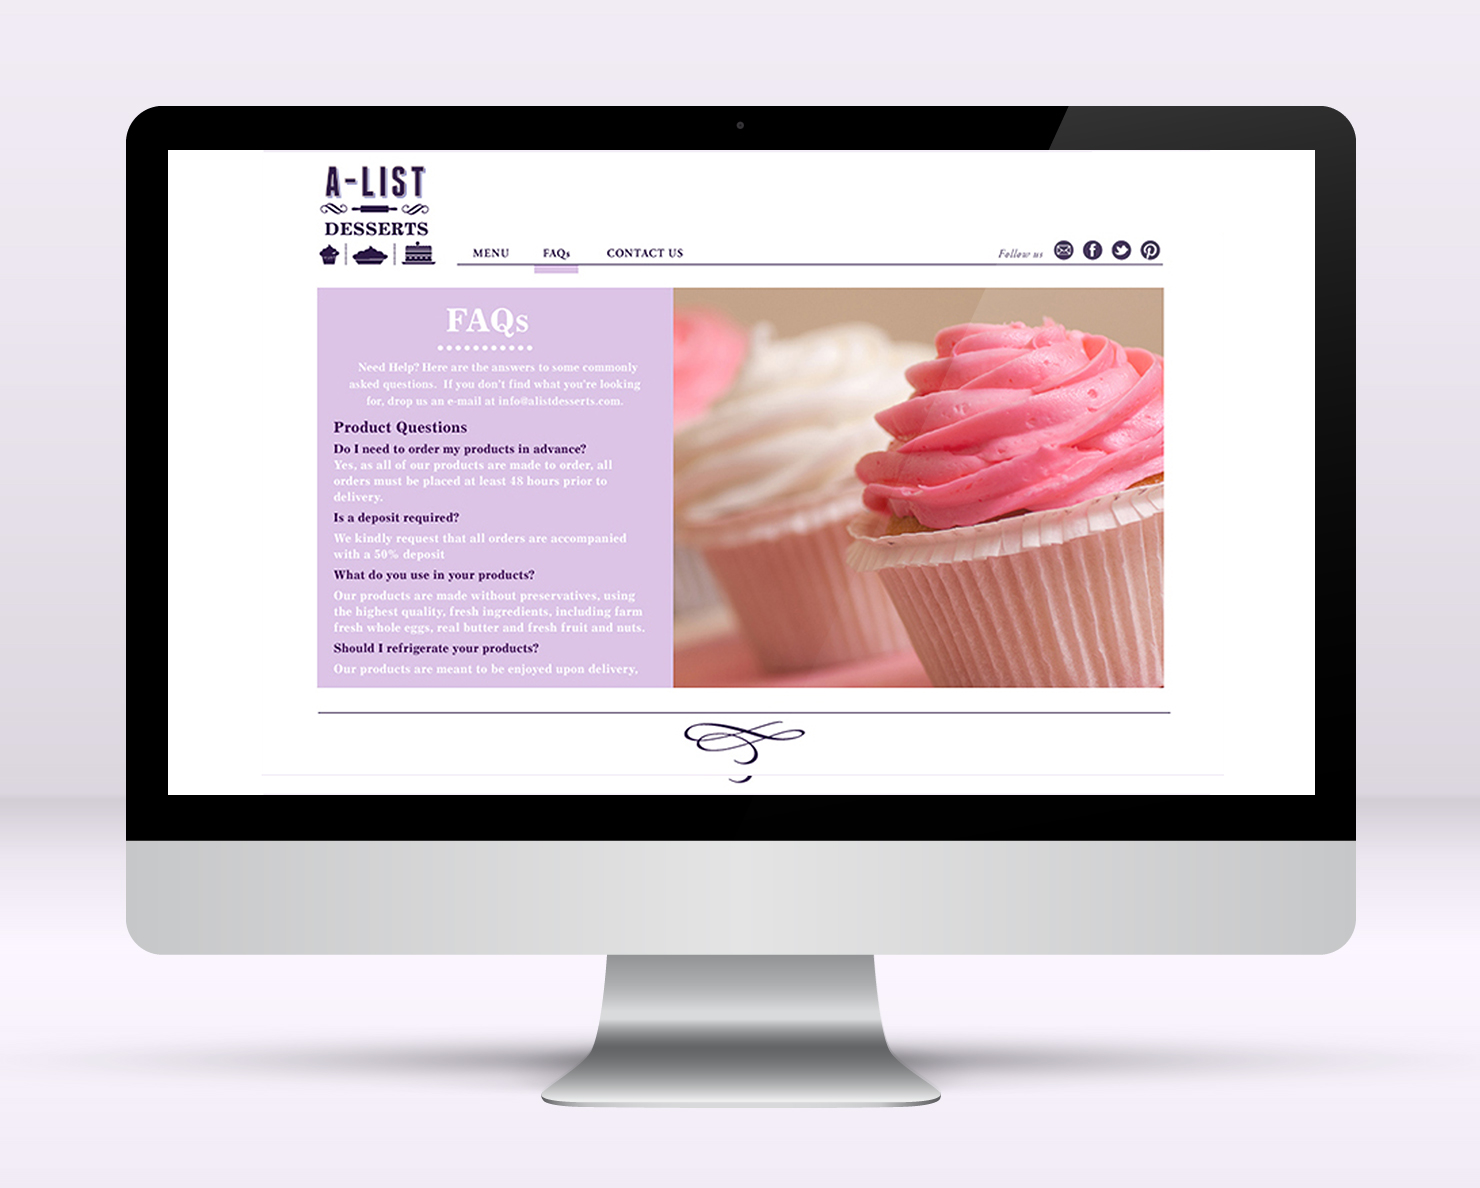 A-LIST
DESSERTS
MENU FAQs CONTACT US
Follow us
FAQs
Need Help? Here are the answers to some commonly
asked questions. If you don't find what you're looking
for, drop us an e-mail at info@alistdesserts.com.
Product Questions
Do I need to order my products in advance?
Yes, as all of our products are made to order, all
orders must be placed at least 48 hours prior to
delivery.
Is a deposit required?
We kindly request that all orders are accompanied
with a 50% deposit
What do you use in your products?
Our products are made without preservatives, using
the highest quality, fresh ingredients, including farm
fresh whole eggs, real butter and fresh fruit and nuts.
Should I refrigerate your products?
Our products are meant to be enjoyed upon delivery,